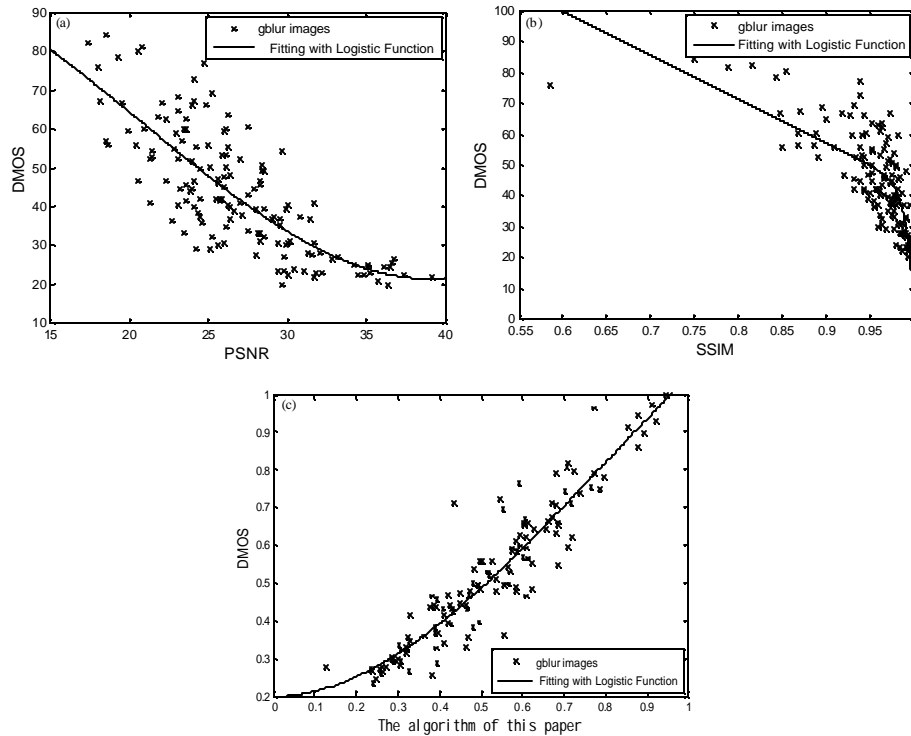 (a)
gblur images
Fitting with Logistic Function
90
80
70
60
50
40
30
20
10
DMOS
15 20 25 30 35 40
PSNR
(b)
gblur images
Fitting with Logistic Function
100
90
80
70
60
50
40
30
20
10
0
DMOS
0.55 0.6 0.65 0.7 0.75 0.8 0.85 0.9 0.95
SSIM
(c)
1
0.9
0.8
0.7
0.6
0.5
0.4
0.3
0.2
DMOS
gblur images
Fitting with Logistic Function
0 0.1 0.2 0.3 0.4 0.5 0.6 0.7 0.8 0.9 1
The algorithm of this paper